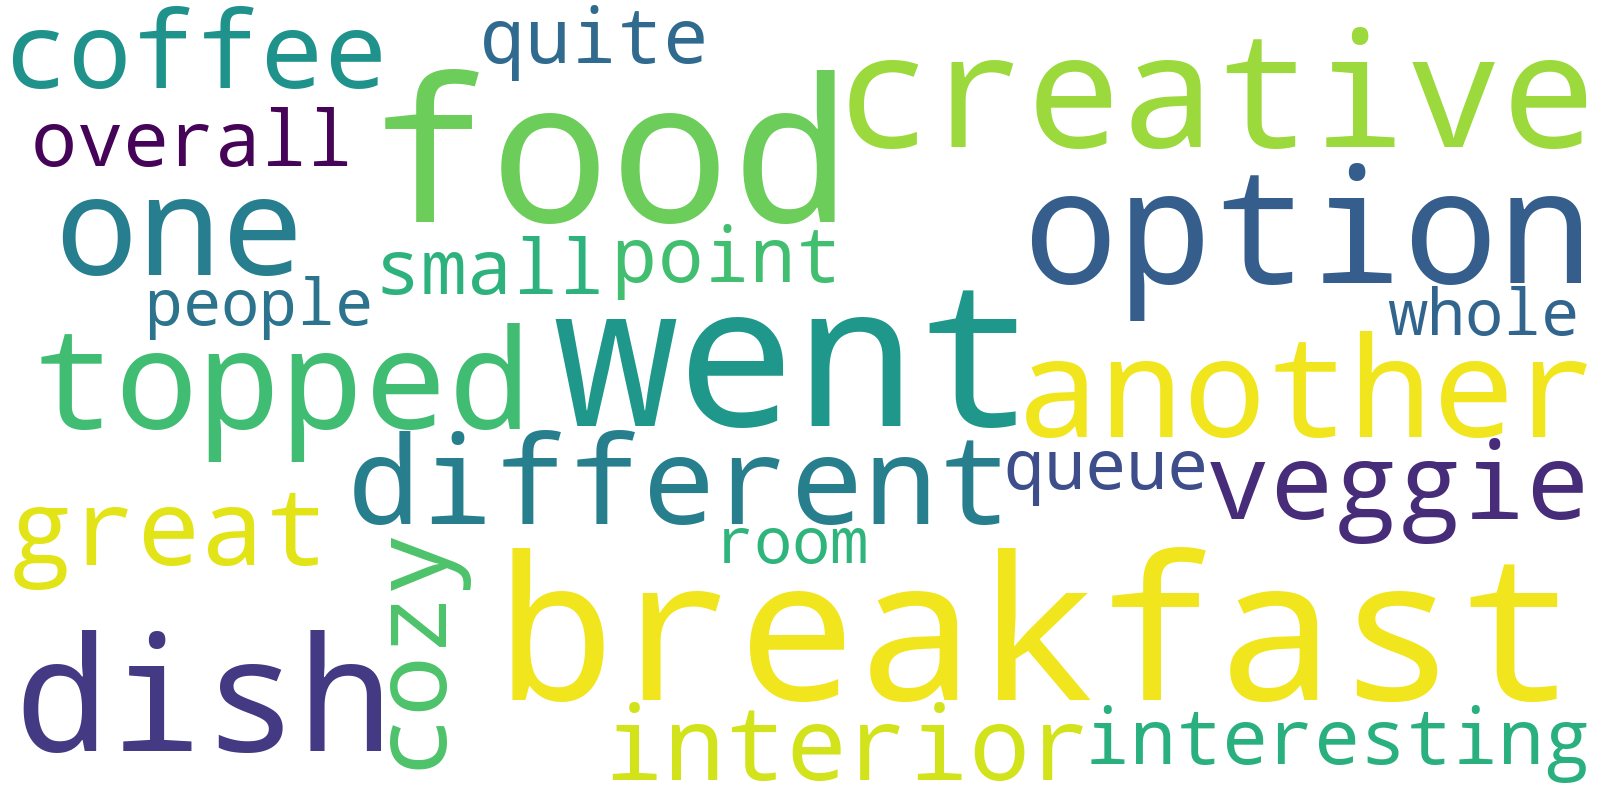 coffee
quite
creative
food
overall
one
option
small
point
people
whole
went
topped
another
different
queue
veggie
great
room
cozy
breakfast
dish
interior
interesting